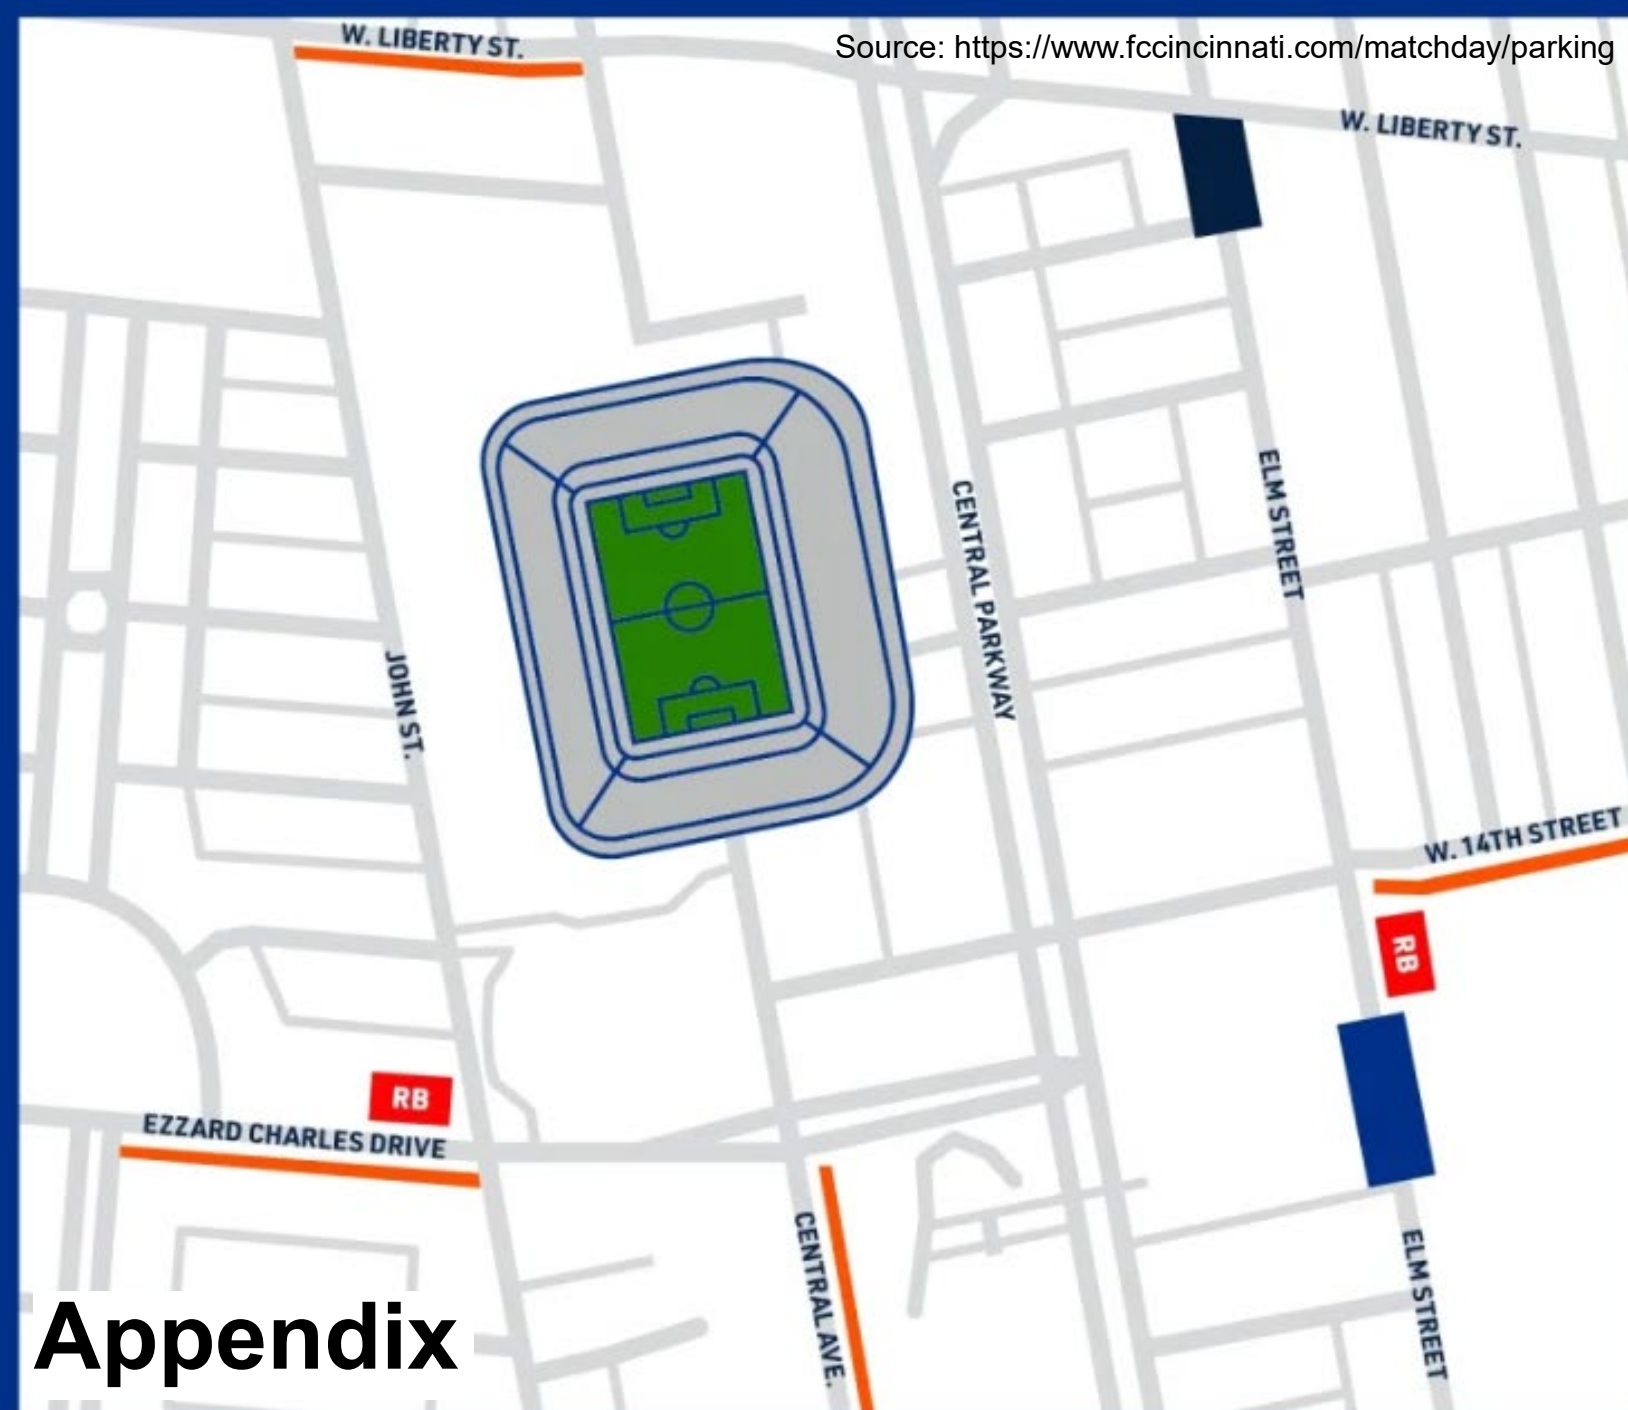 W. LIBERTY ST.
Source: https://www.fccincinnati.com/matchday/parking
W. LIBERTY ST.
ELM STREET
CENTRAL PARKWAY
JOHN ST.
W. 14TH STREET
RB
RB
EZZARD CHARLES DRIVE
CENTRAL AVE.
ELM STREET
Appendix